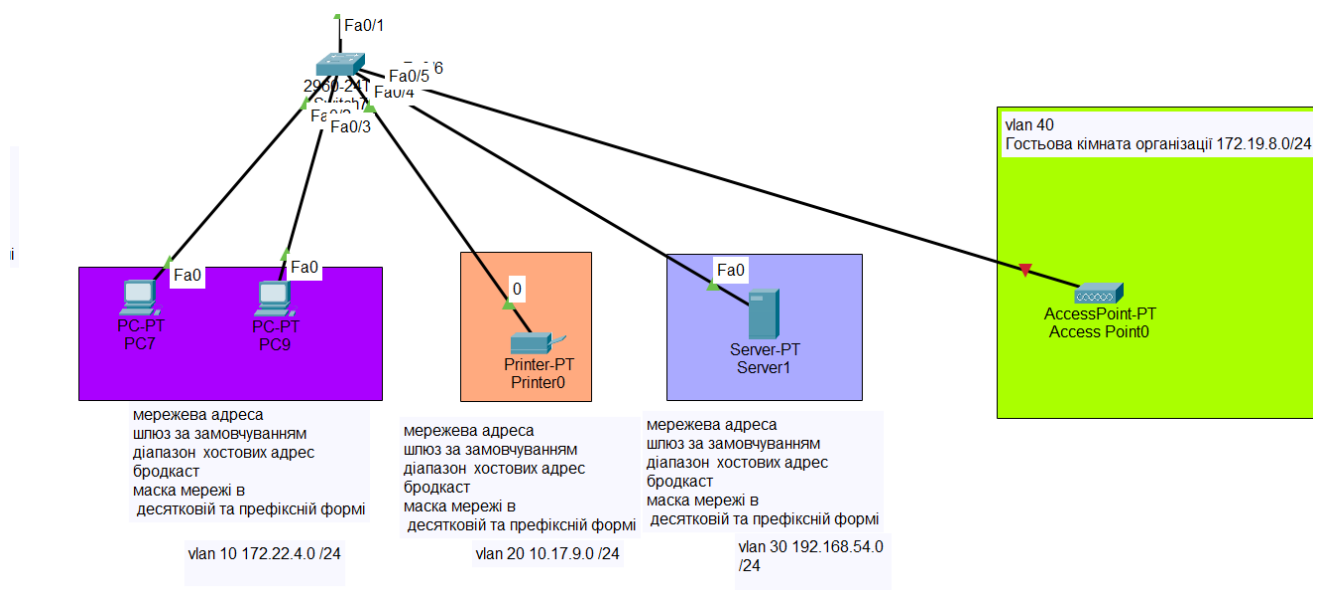 Fa0/1
Fa0/5
Fa0/4
2960-24T
Fa0/3
vlan 40
Гостьова кімната організації 172.19.8.0/24
Fa0
Fa0
0
Fa0
PC-PT
PC7
PC-PT
PC9
Printer-PT
Printer0
Server-PT
Server1
AccessPoint-PT
Access Point0
мережева адреса
шлюз за замовчуванням
діапазон хостових адрес
бродкаст
маска мережі в
десятковій та префіксній формі
vlan 10 172.22.4.0 /24
мережева адреса
шлюз за замовчуванням
діапазон хостових адрес
бродкаст
маска мережі в
десятковій та префіксній формі
vlan 20 10.17.9.0 /24
мережева адреса
шлюз за замовчуванням
діапазон хостових адрес
бродкаст
маска мережі в
десятковій та префіксній формі
vlan 30 192.168.54.0
/24